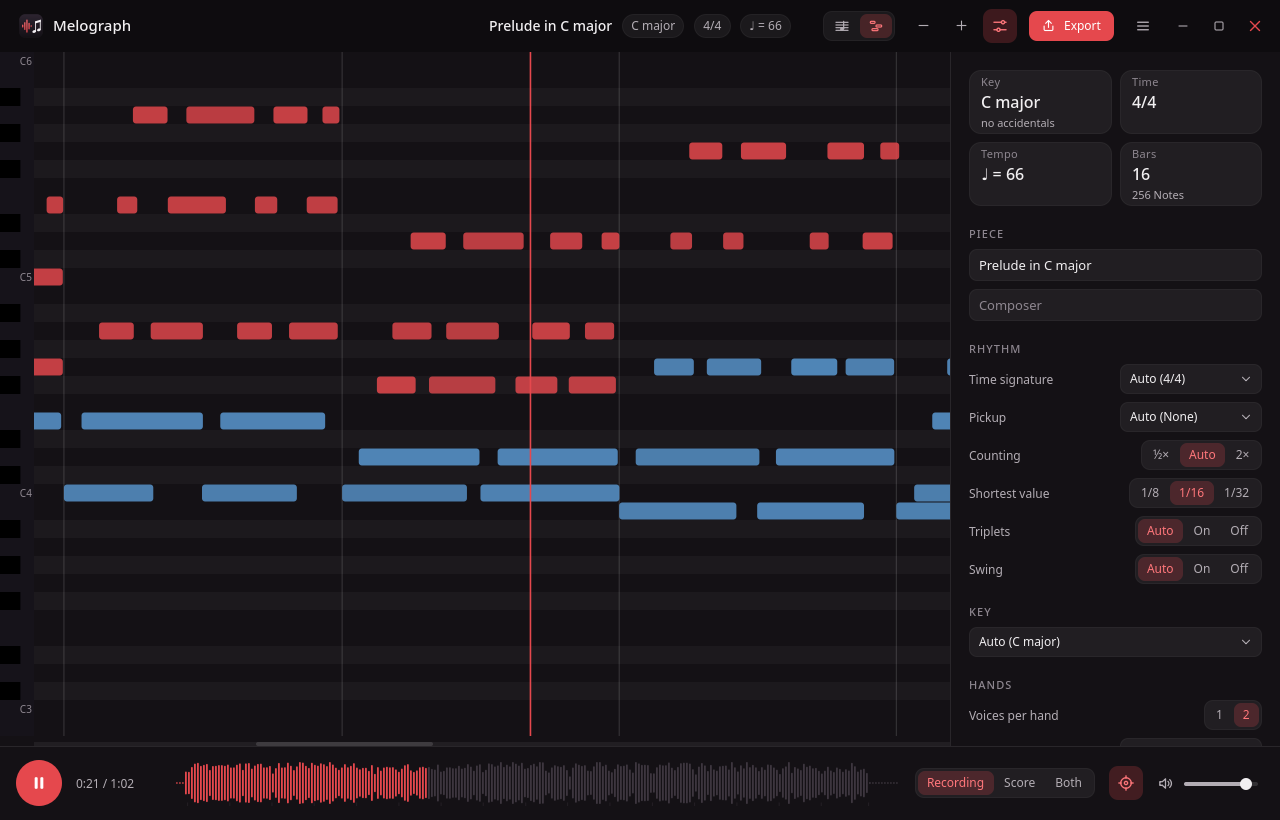 Melograph
Prelude in C major
C major
4/4
♩ = 66
Export
C6
C5
C4
C3
Key
C major
no accidentals
Time
4/4
Tempo
♩ = 66
Bars
16
256 Notes
PIECE
Prelude in C major
Composer
RHYTHM
Time signature
Auto (4/4)
Pickup
Auto (None)
Counting
½× Auto 2×
Shortest value
1/8 1/16 1/32
Triplets
Auto On Off
Swing
Auto On Off
KEY
Auto (C major)
HANDS
Voices per hand
1 2
0:21 / 1:02
Recording Score Both